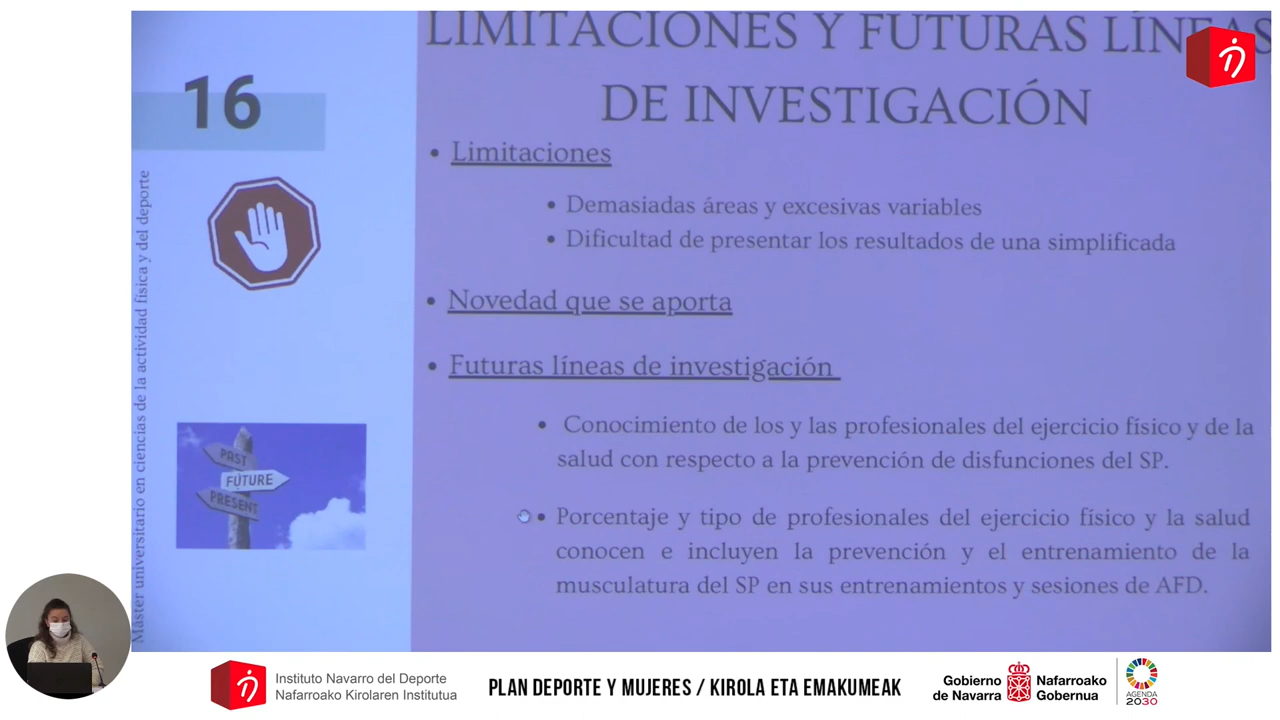 LIMITACIONES Y FUTURAS LÍNEAS
DE INVESTIGACIÓN
16
Máster universitario en ciencias de la actividad física y del deporte
• Limitaciones
• Demasiadas áreas y excesivas variables
• Dificultad de presentar los resultados de una simplificada
• Novedad que se aporta
• Futuras líneas de investigación
• Conocimiento de los y las profesionales del ejercicio físico y de la
salud con respecto a la prevención de disfunciones del SP.
• Porcentaje y tipo de profesionales del ejercicio físico y la salud
conocen e incluyen la prevención y el entrenamiento de la
musculatura del SP en sus entrenamientos y sesiones de AFD.
PAST
FUTURE
PRESENT
Instituto Navarro del Deporte
Nafarroako Kirolaren Institutua
PLAN DEPORTE Y MUJERES / KIROLA ETA EMAKUMEAK
Gobierno
de Navarra
Nafarroako
Gobernua
AGENDA
2030